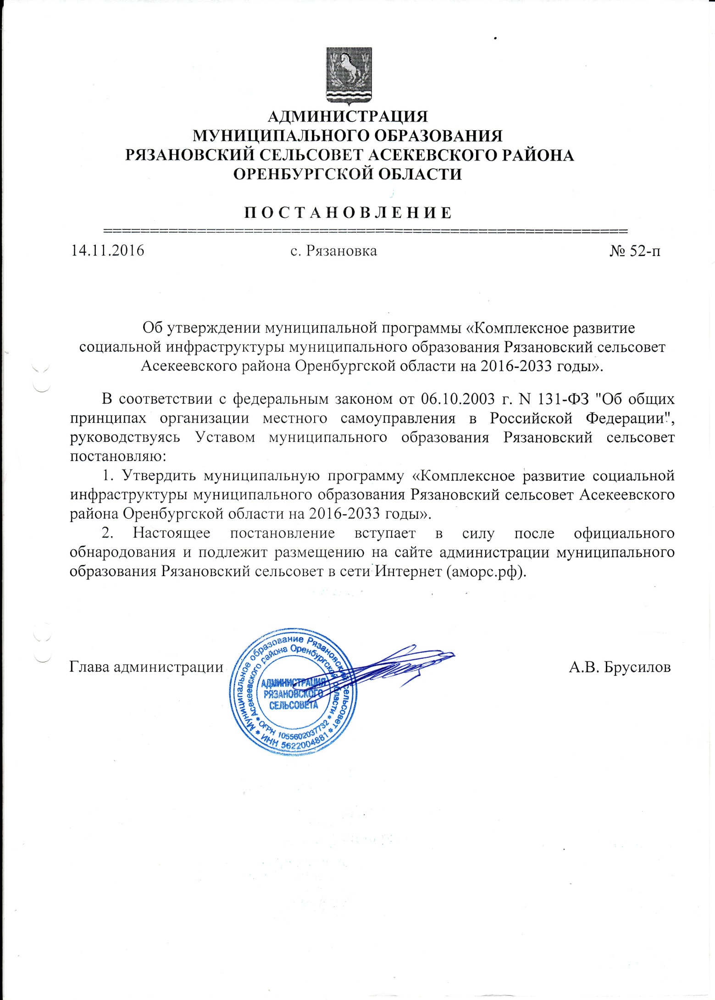 АДМИНИСТРАЦИЯ
МУНИЦИПАЛЬНОГО ОБРАЗОВАНИЯ
РЯЗАНОВСКИЙ СЕЛЬСОВЕТ АСЕКЕВСКОГО РАЙОНА
ОРЕНБУРГСКОЙ ОБЛАСТИ
П О С Т А Н О В Л Е Н И Е
14.11.2016 с. Рязановка № 52-п
Об утверждении муниципальной программы «Комплексное развитие
социальной инфраструктуры муниципального образования Рязановский сельсовет
Асекеевского района Оренбургской области на 2016-2033 годы».
В соответствии с федеральным законом от 06.10.2003 г. N 131-ФЗ "Об общих
принципах организации местного самоуправления в Российской Федерации",
руководствуясь Уставом муниципального образования Рязановский сельсовет
постановляю:
1. Утвердить муниципальную программу «Комплексное развитие социальной
инфраструктуры муниципального образования Рязановский сельсовет Асекеевского
района Оренбургской области на 2016-2033 годы».
2. Настоящее постановление вступает в силу после официального
обнародования и подлежит размещению на сайте администрации муниципального
образования Рязановский сельсовет в сети Интернет (аморс.рф).
Глава администрации А.В. Брусилов
Муниципальное образование Рязановский сельсовет
* ИНН 5622004881 *
Асекеевского района Оренбургской области
* ОГРН 1055602037732 *
АДМИНИСТРАЦИЯ
РЯЗАНОВСКОГО
СЕЛЬСОВЕТА